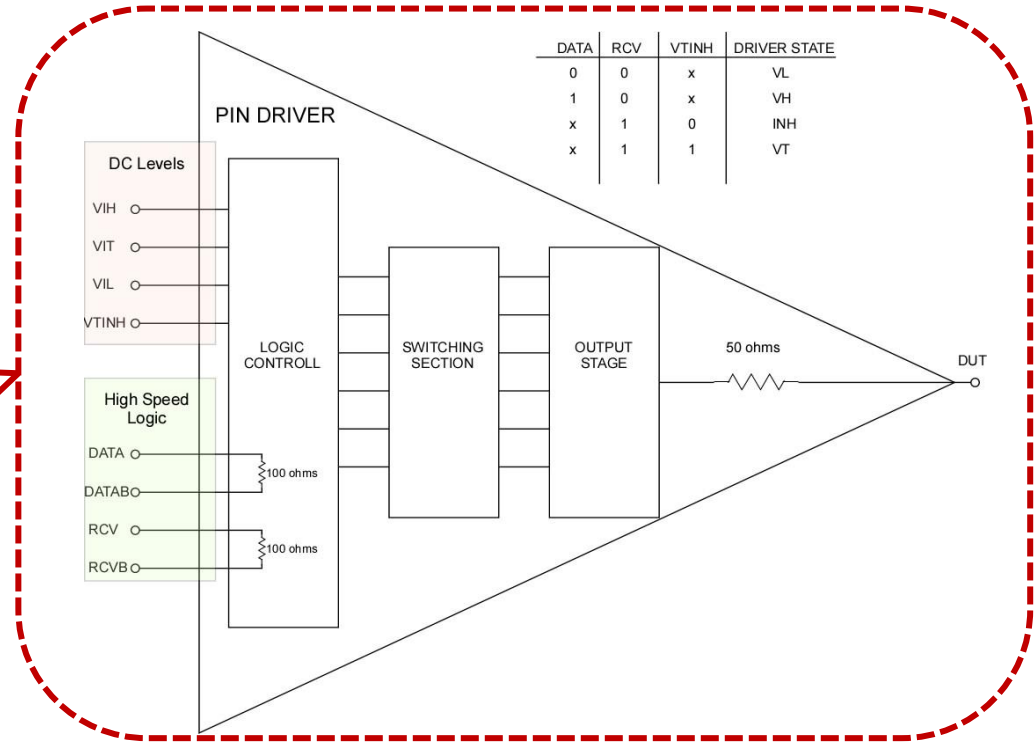 DATA RCV VTINH DRIVER STATE
0 0 x VL
1 0 x VH
x 1 0 INH
x 1 1 VT
PIN DRIVER
DC Levels
VIH
VIT
VIL
VTINH
High Speed
Logic
DATA
DATAB
RCV
RCVB
100 ohms
100 ohms
LOGIC
CONTROLL
SWITCHING
SECTION
OUTPUT
STAGE
50 ohms
DUT